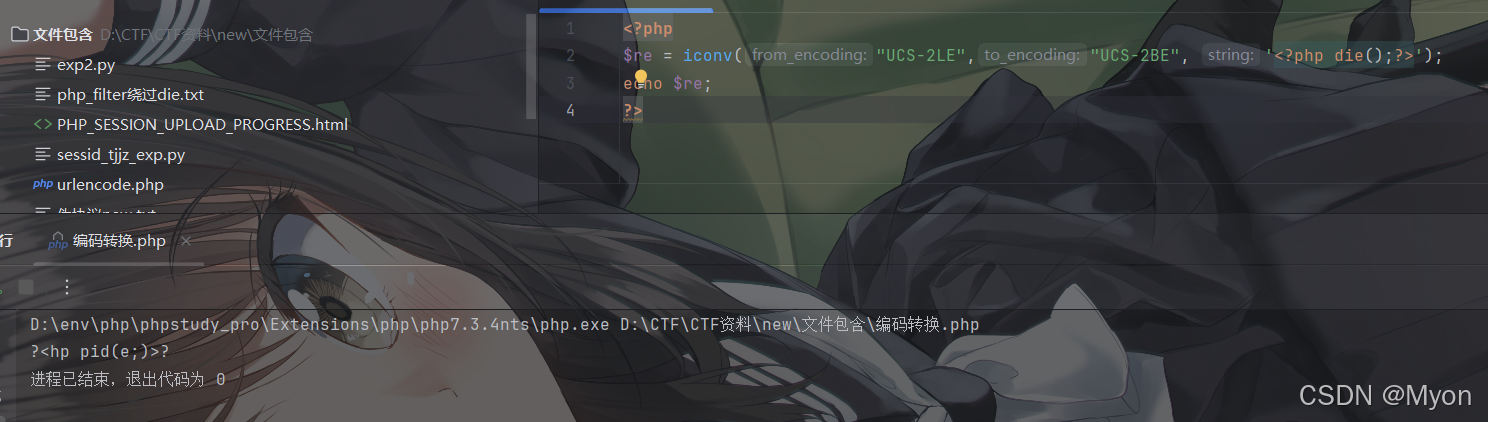 文件包含 D:\CTF\CTF资料\new\文件包含
exp2.py
php_filter绕过die.txt
PHP_SESSION_UPLOAD_PROGRESS.html
sessid_tjjz_exp.py
php urlencode.php
1 <?php
2 $re = iconv( from_encoding: "UCS-2LE", to_encoding: "UCS-2BE", string: '<?php die();?>');
3 echo $re;
4 ?>
行 php 编码转换.php
D:\env\php\phpstudy_pro\Extensions\php\php7.3.4nts\php.exe D:\CTF\CTF资料\new\文件包含\编码转换.php
?<hp pid(e;)>?
进程已结束，退出代码为 0
CSDN @Myon